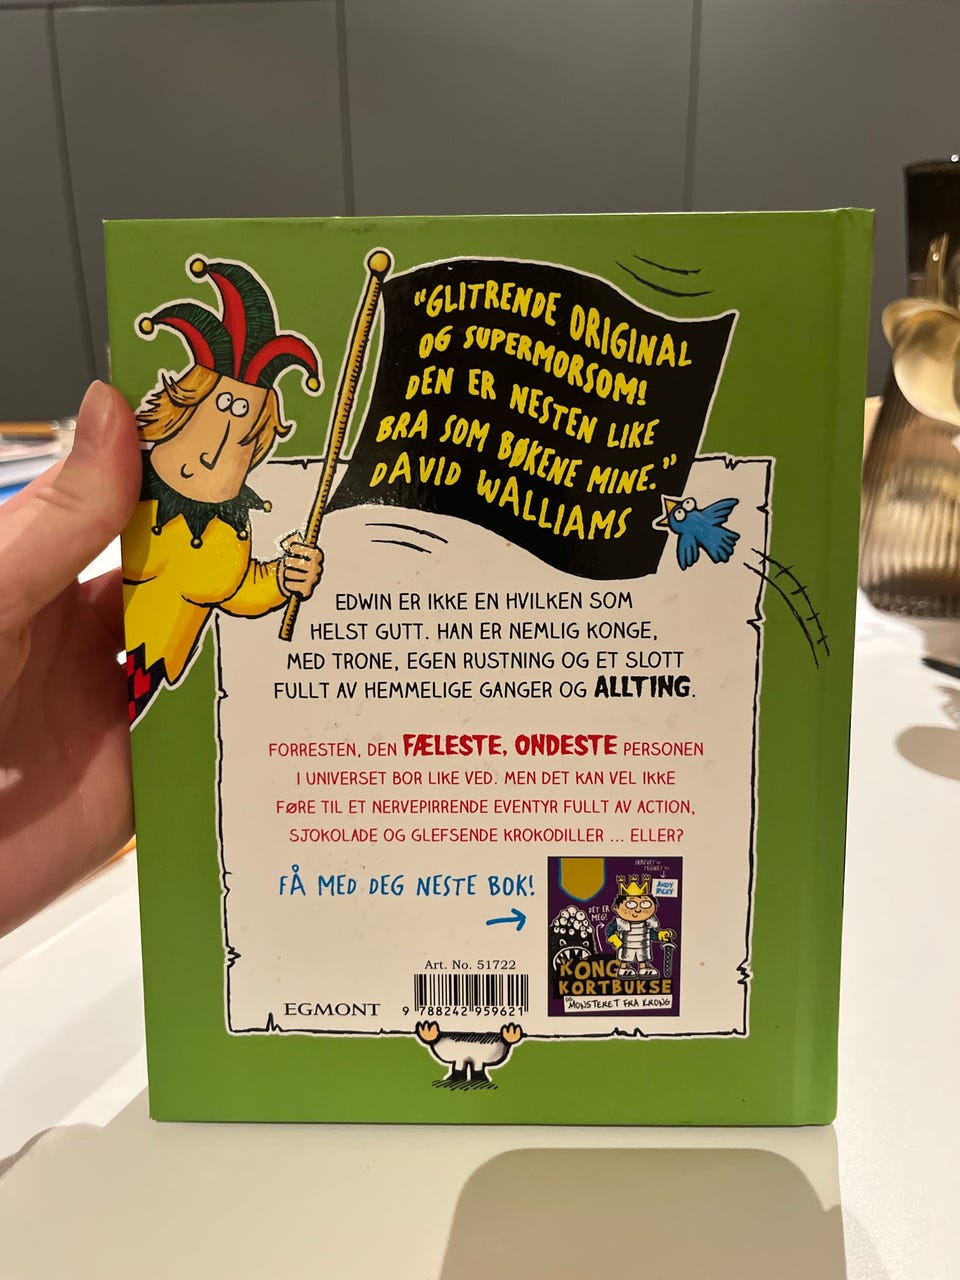 "GLITRENDE ORIGINAL
OG SUPERMORSOM!
DEN ER NESTEN LIKE
BRA SOM BØKENE MINE."
DAVID WALLIAMS
EDWIN ER IKKE EN HVILKEN SOM
HELST GUTT. HAN ER NEMLIG KONGE,
MED TRONE, EGEN RUSTNING OG ET SLOTT
FULLT AV HEMMELIGE GANGER OG ALLTING.
FORRESTEN, DEN FÆLESTE, ONDESTE PERSONEN
I UNIVERSET BOR LIKE VED. MEN DET KAN VEL IKKE
FØRE TIL ET NERVEPIRRENDE EVENTYR FULLT AV ACTION,
SJOKOLADE OG GLEFSENDE KROKODILLER ... ELLER?
FÅ MED DEG NESTE BOK!
SKREVET OG
TEGNET AV
ANDY
RILEY
DET ER
MEG!
KONG
KORTBUKSE
OG
MONSTERET FRA KRONG
Art. No. 51722
EGMONT
9 788242 959621